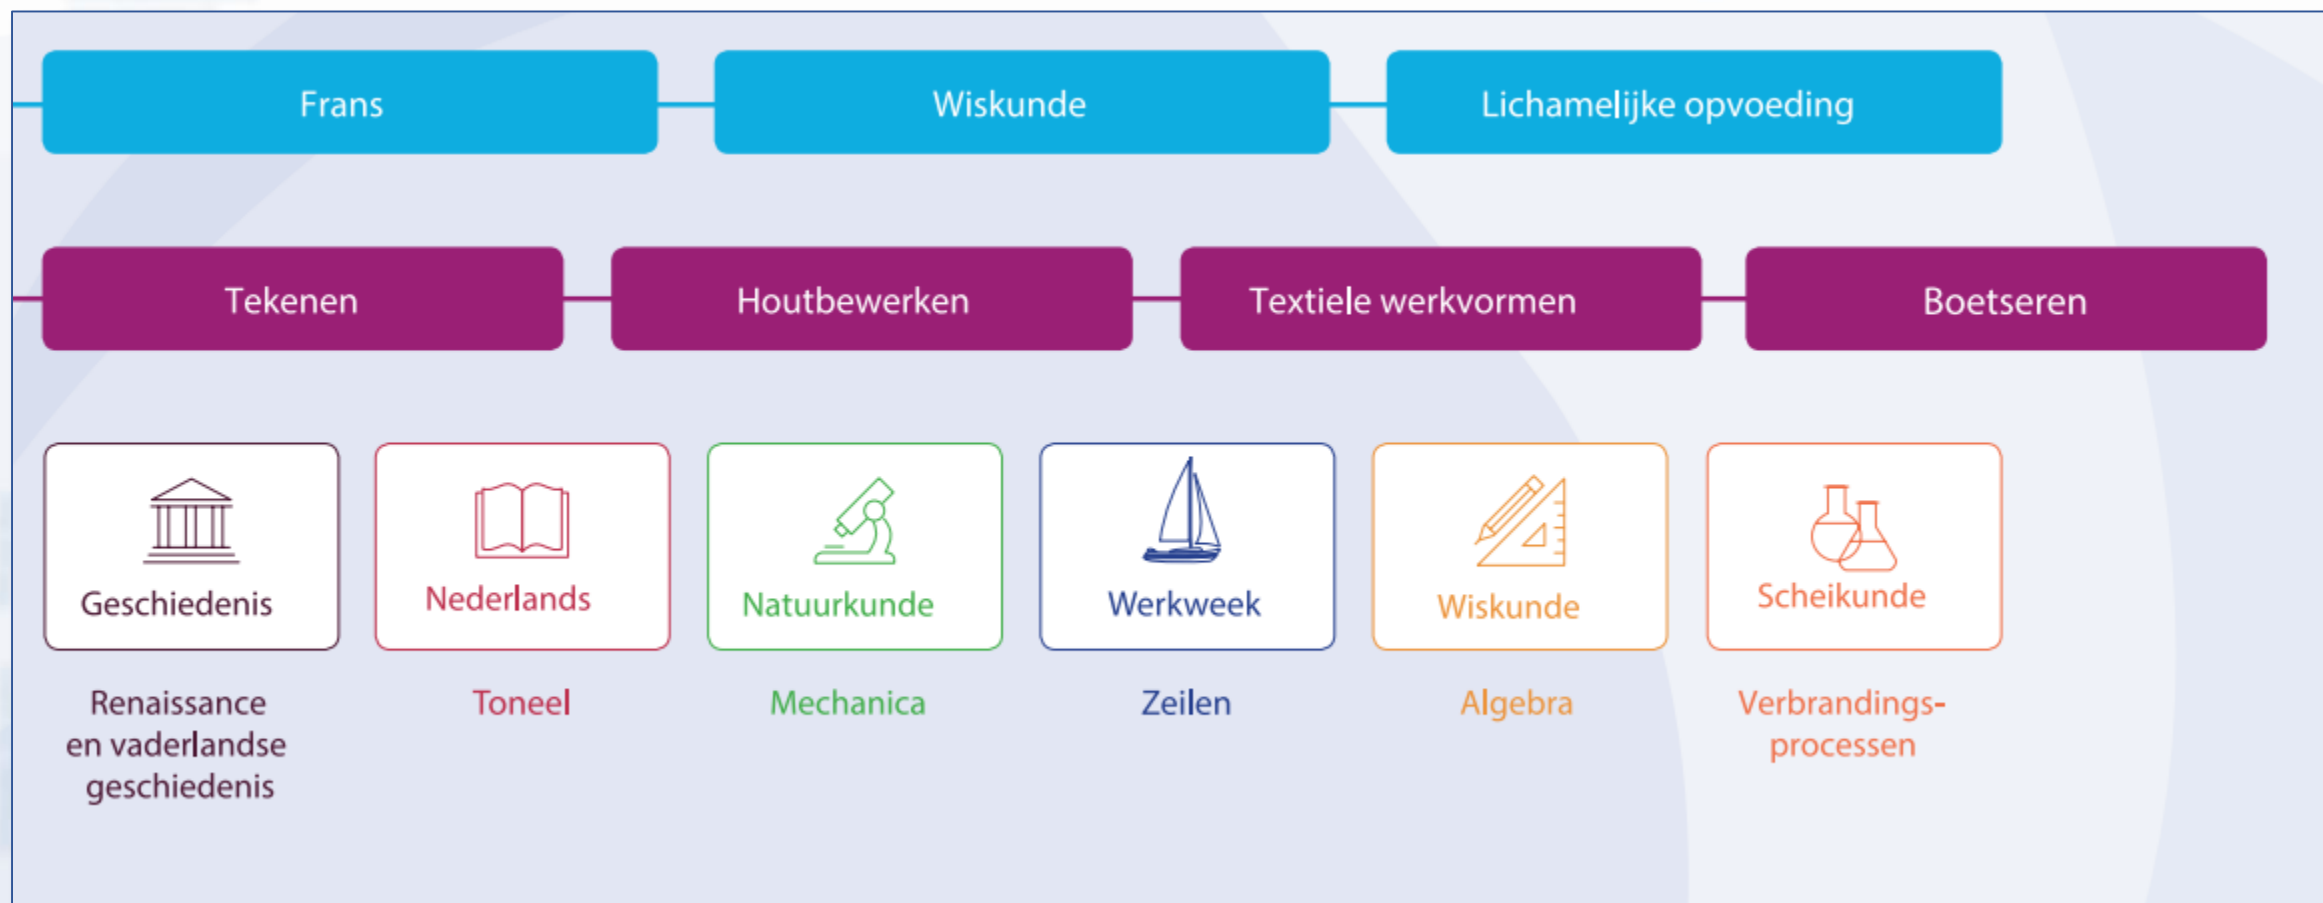 Frans
Wiskunde
Lichamelijke opvoeding
Tekenen
Houtbewerken
Textiele werkvormen
Boetseren
Geschiedenis
Nederlands
Natuurkunde
Werkweek
Wiskunde
Scheikunde
Renaissance
en vaderlandse
geschiedenis
Toneel
Mechanica
Zeilen
Algebra
Verbrandings-
processen